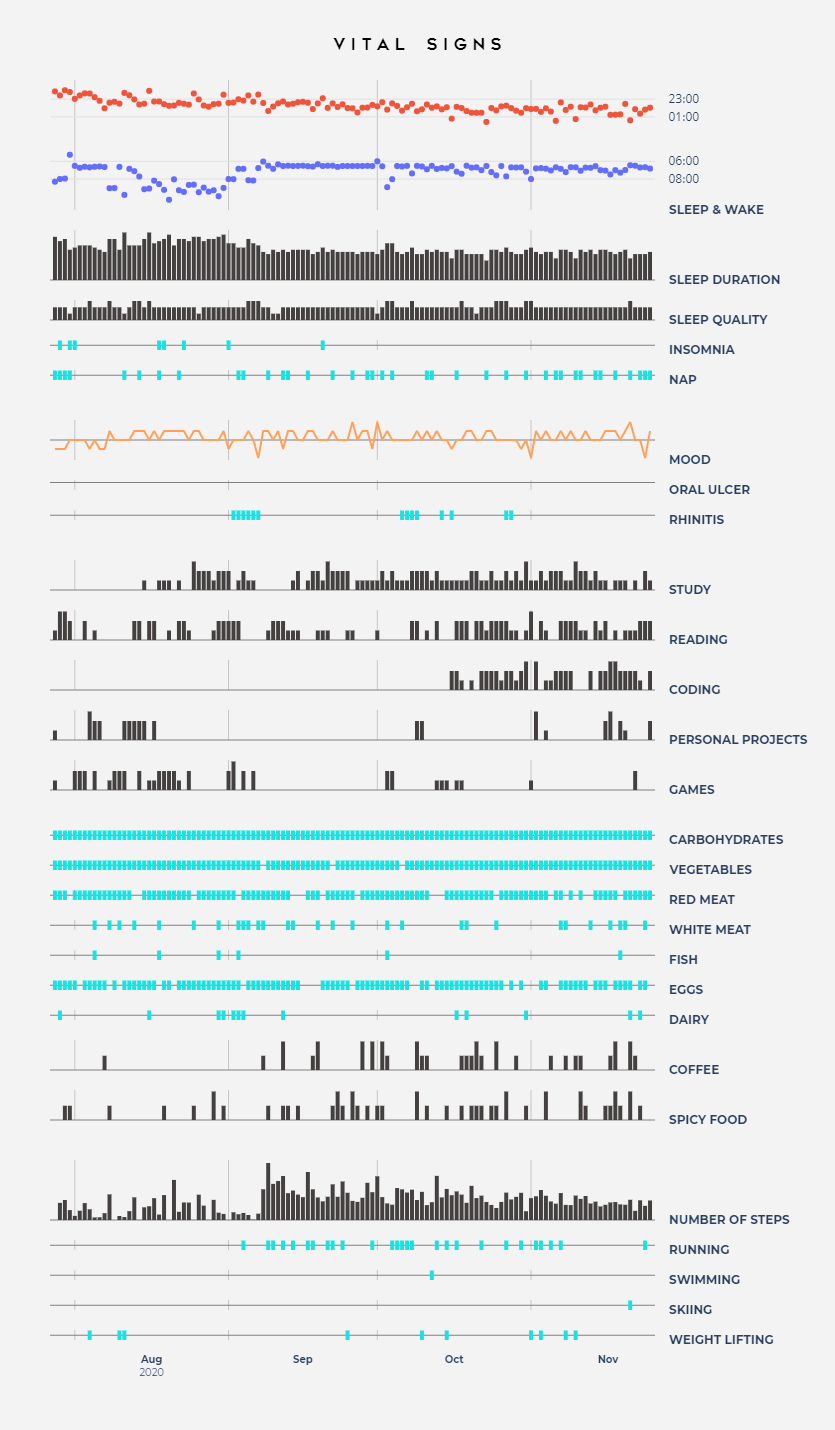 VITAL SIGNS
23:00
01:00
06:00
08:00
SLEEP & WAKE
SLEEP DURATION
SLEEP QUALITY
INSOMNIA
NAP
MOOD
ORAL ULCER
RHINITIS
STUDY
READING
CODING
PERSONAL PROJECTS
GAMES
CARBOHYDRATES
VEGETABLES
RED MEAT
WHITE MEAT
FISH
EGGS
DAIRY
COFFEE
SPICY FOOD
NUMBER OF STEPS
RUNNING
SWIMMING
SKIING
WEIGHT LIFTING
Aug Sep Oct Nov
2020